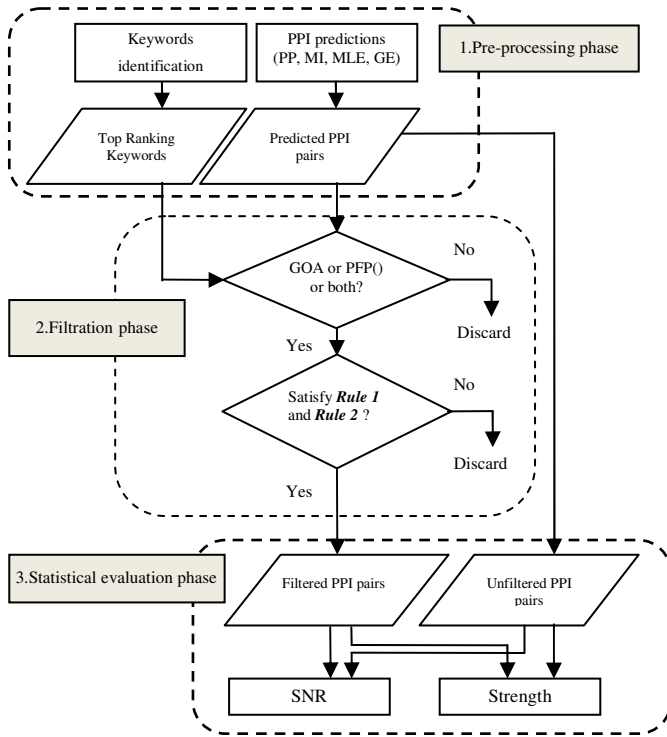 Keywords
identification
PPI predictions
(PP, MI, MLE, GE)
1.Pre-processing phase
Top Ranking
Keywords
Predicted PPI
pairs
GOA or PFP()
or both?
No
Discard
2.Filtration phase
Yes
Satisfy Rule 1
and Rule 2 ?
No
Discard
Yes
3.Statistical evaluation phase
Filtered PPI pairs
Unfiltered PPI
pairs
SNR
Strength